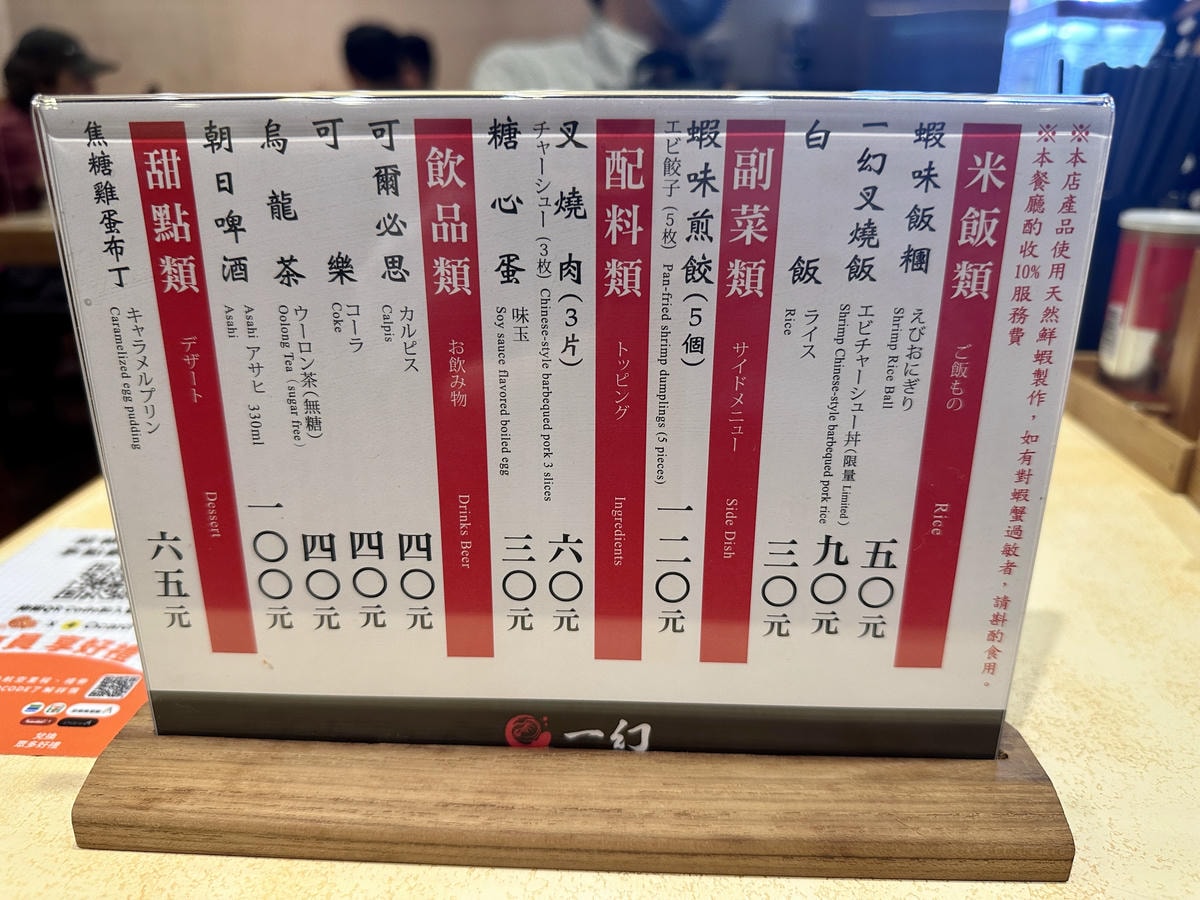 ※本店產品使用天然鮮蝦製作，如有對蝦蟹過敏者，請斟酌食用。
※本餐廳酌收10%服務費
米飯類 ご飯もの Rice
蝦味飯糰 五〇元
えびおにぎり
Shrimp Rice Ball
一幻叉燒飯 九〇元
エビチャーシュー丼(限量 Limited)
Shrimp Chinese-style barbequed pork rice
白飯 三〇元
ライス
Rice
副菜類 サイドメニュー Side Dish
蝦味煎餃(5個) 一二〇元
エビ餃子(5枚) Pan-fried shrimp dumplings (5 pieces)
配料類 トッピング Ingredients
叉燒肉(3片) 六〇元
チャーシュー(3枚) Chinese-style barbequed pork 3 slices
糖心蛋 三〇元
味玉
Soy sauce flavored boiled egg
飲品類 お飲み物 Drinks Beer
可爾必思 四〇元
カルピス
Calpis
可樂 四〇元
コーラ
Coke
烏龍茶 四〇元
ウーロン茶(無糖)
Oolong Tea (sugar free)
朝日啤酒 一〇〇元
Asahi アサヒ 330ml
Asahi
甜點類 デザート Dessert
焦糖雞蛋布丁 六五元
キャラメルプリン
Caramelized egg pudding
一幻